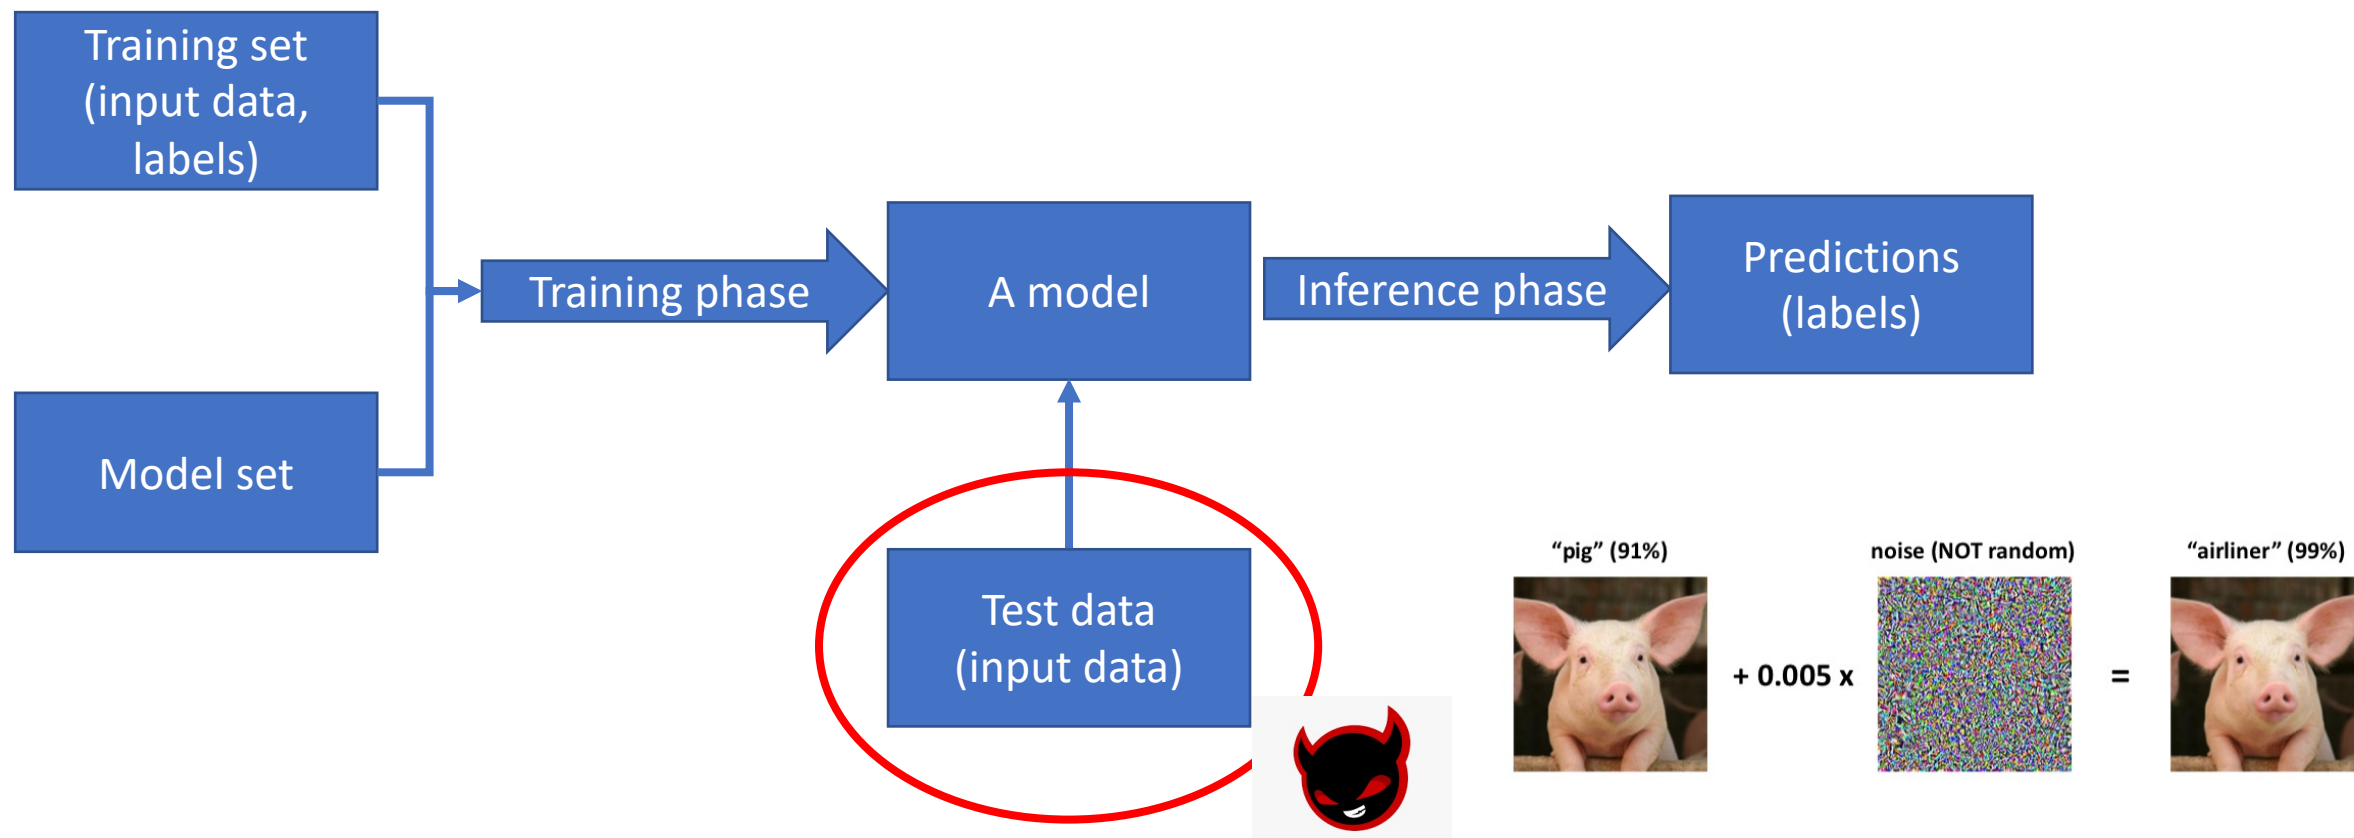 Training set
(input data,
labels)
Training phase
A model
Inference phase
Predictions
(labels)
Model set
Test data
(input data)
“pig” (91%)
noise (NOT random)
“airliner” (99%)
+ 0.005 x
=